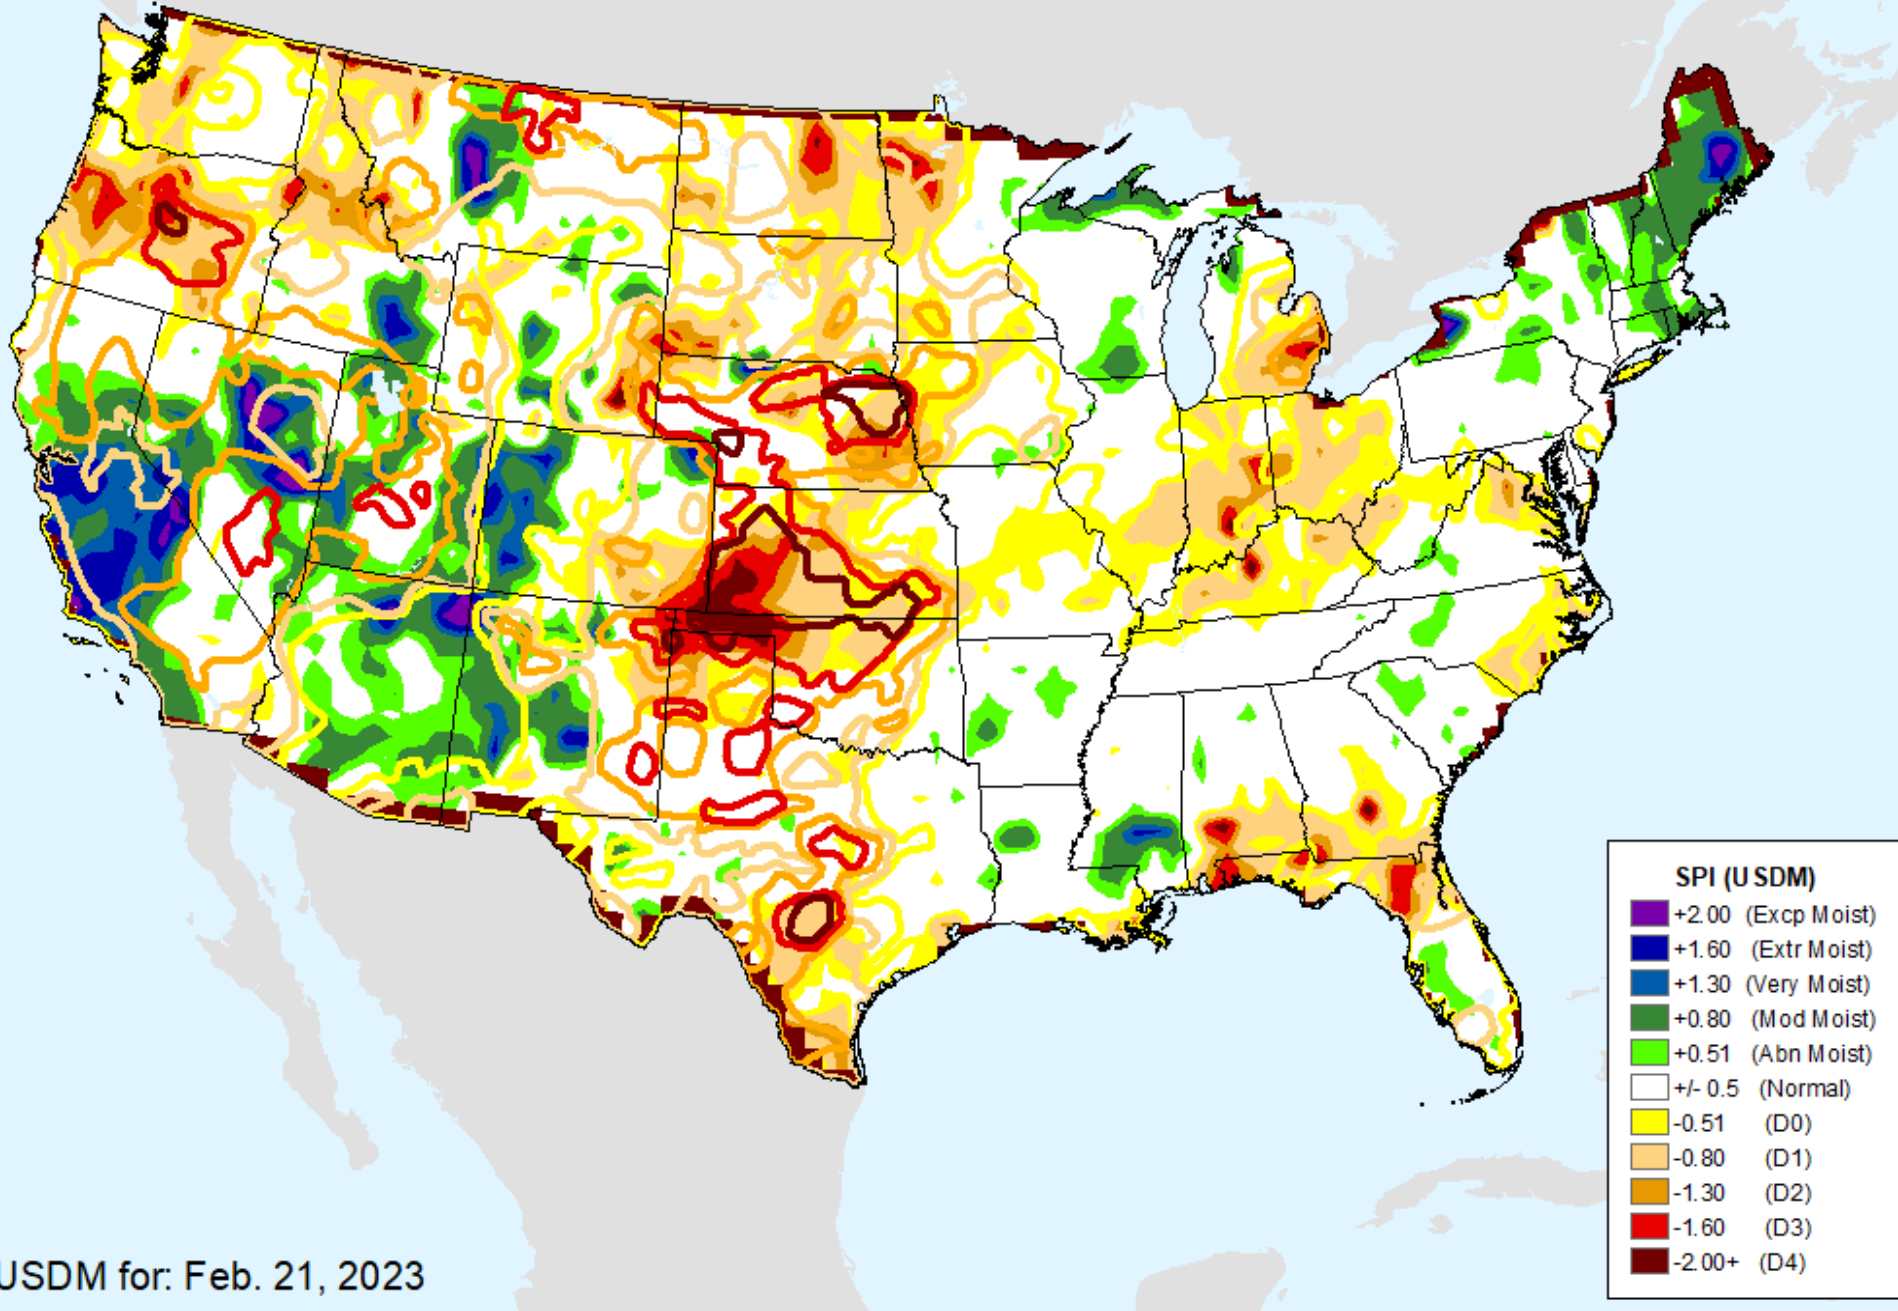 SPI (USDM)
+2.00 (Excp Moist)
+1.60 (Extr Moist)
+1.30 (Very Moist)
+0.80 (Mod Moist)
+0.51 (Abn Moist)
+/- 0.5 (Normal)
-0.51 (D0)
-0.80 (D1)
-1.30 (D2)
-1.60 (D3)
-2.00+ (D4)
USDM for: Feb. 21, 2023